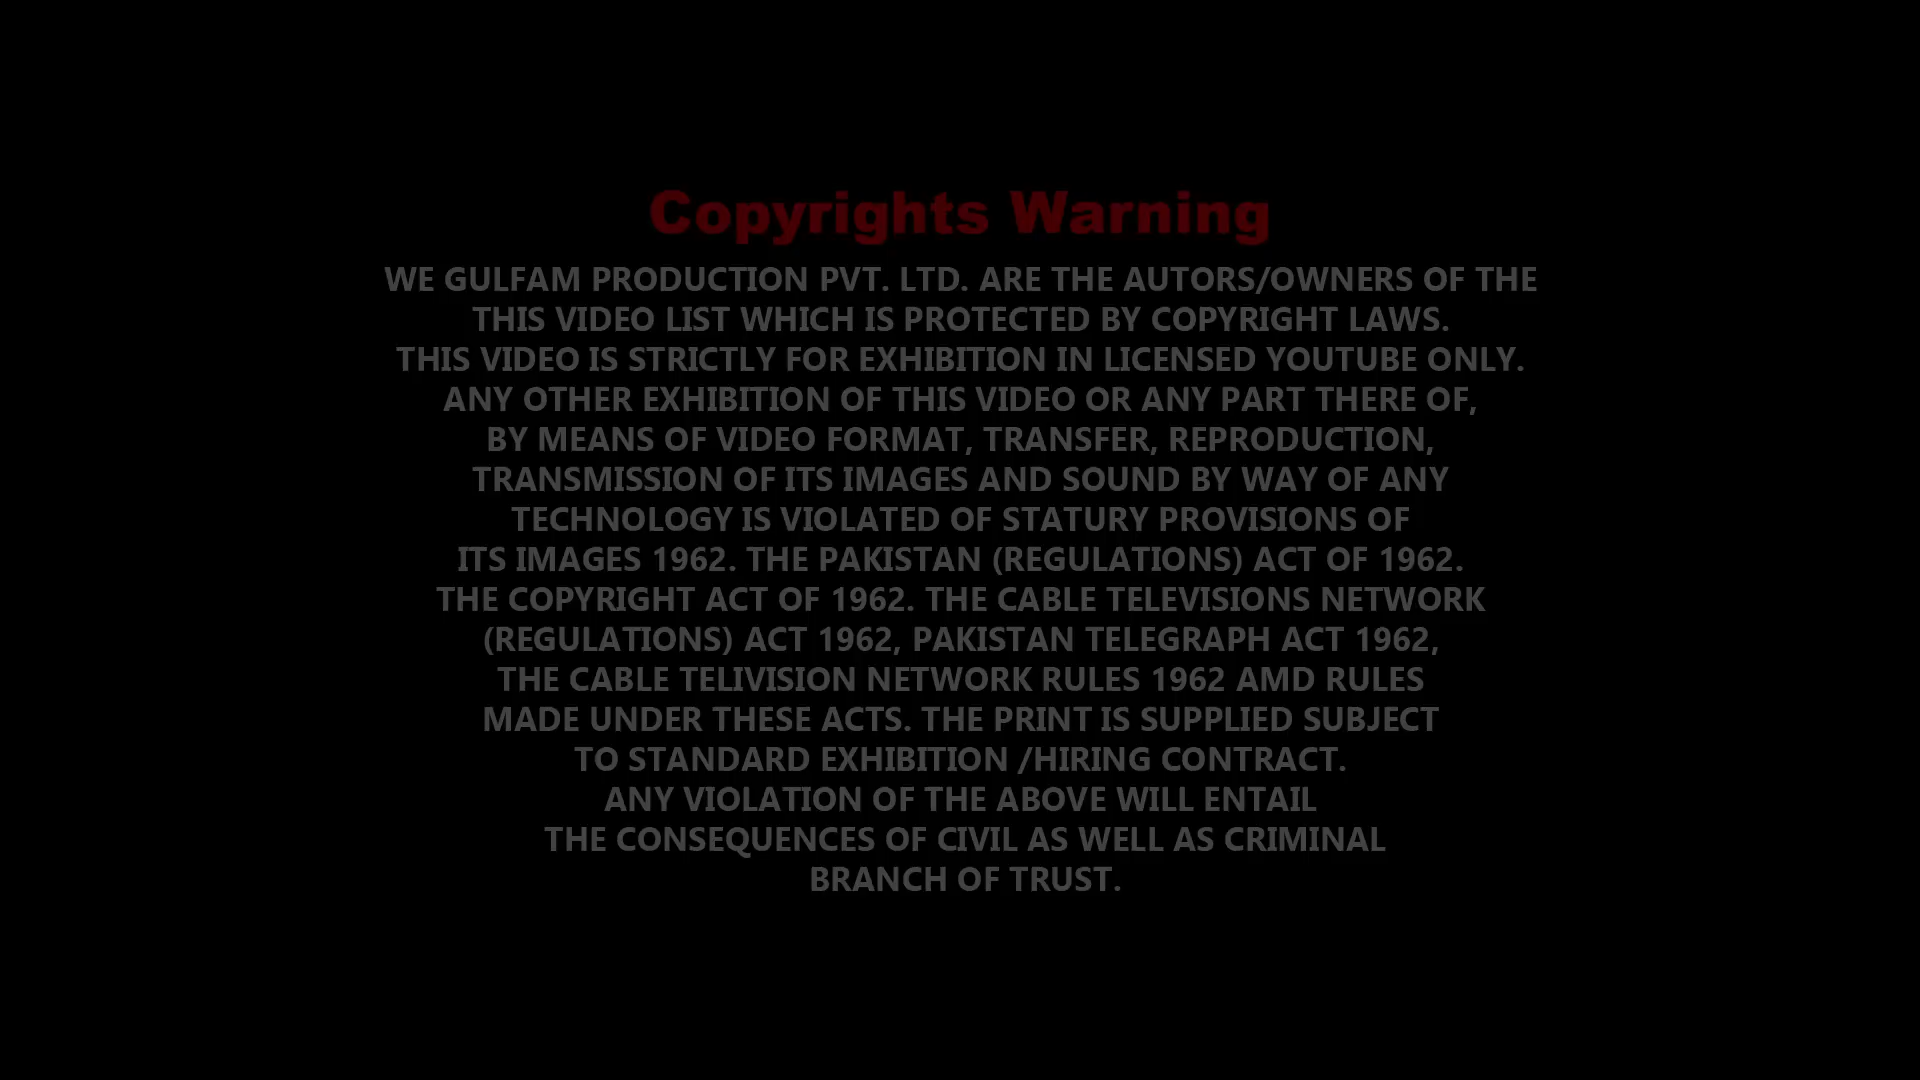 Copyrights Warning
WE GULFAM PRODUCTION PVT. LTD. ARE THE AUTORS/OWNERS OF THE
THIS VIDEO LIST WHICH IS PROTECTED BY COPYRIGHT LAWS.
THIS VIDEO IS STRICTLY FOR EXHIBITION IN LICENSED YOUTUBE ONLY.
ANY OTHER EXHIBITION OF THIS VIDEO OR ANY PART THERE OF,
BY MEANS OF VIDEO FORMAT, TRANSFER, REPRODUCTION,
TRANSMISSION OF ITS IMAGES AND SOUND BY WAY OF ANY
TECHNOLOGY IS VIOLATED OF STATURY PROVISIONS OF
ITS IMAGES 1962. THE PAKISTAN (REGULATIONS) ACT OF 1962.
THE COPYRIGHT ACT OF 1962. THE CABLE TELEVISIONS NETWORK
(REGULATIONS) ACT 1962, PAKISTAN TELEGRAPH ACT 1962,
THE CABLE TELIVISION NETWORK RULES 1962 AMD RULES
MADE UNDER THESE ACTS. THE PRINT IS SUPPLIED SUBJECT
TO STANDARD EXHIBITION /HIRING CONTRACT.
ANY VIOLATION OF THE ABOVE WILL ENTAIL
THE CONSEQUENCES OF CIVIL AS WELL AS CRIMINAL
BRANCH OF TRUST.